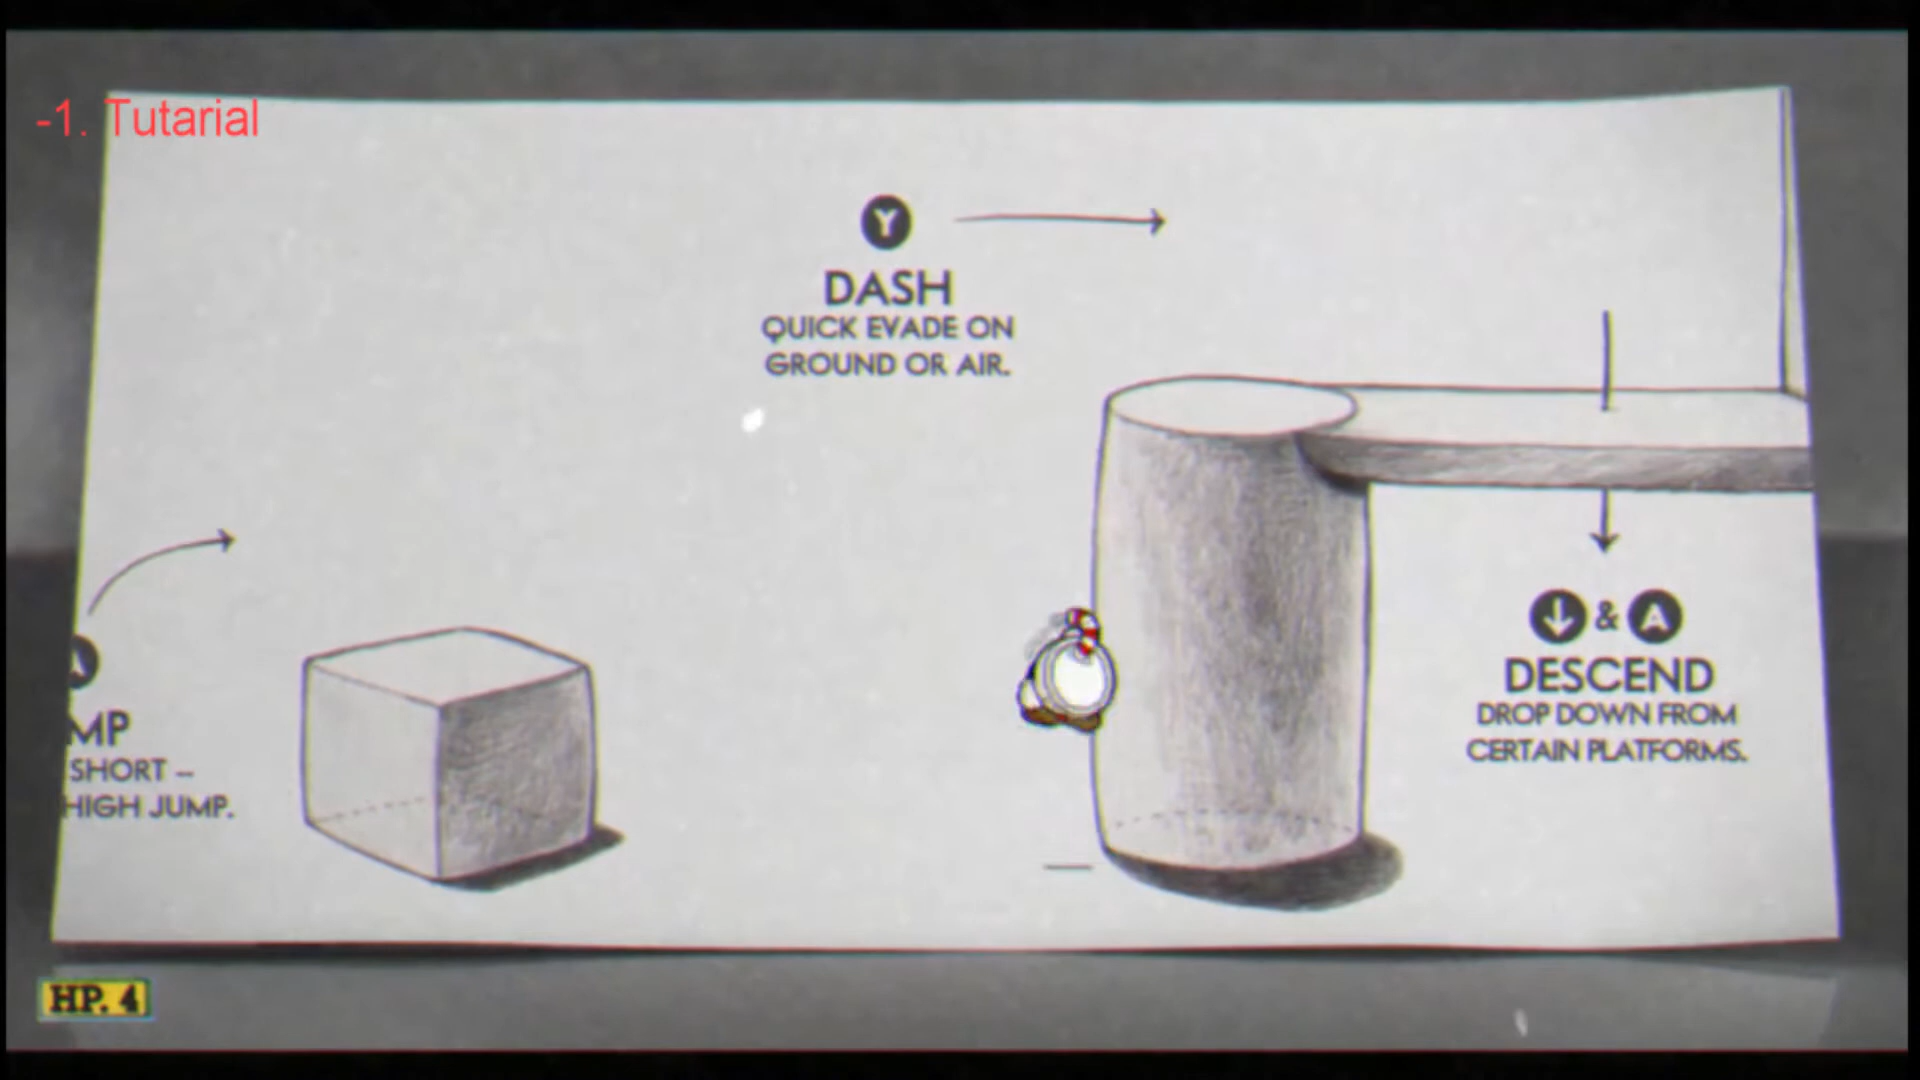 -1. Tutarial
Y
DASH
QUICK EVADE ON
GROUND OR AIR.
A
MP
SHORT –
HIGH JUMP.
& A
DESCEND
DROP DOWN FROM
CERTAIN PLATFORMS.
HP. 4